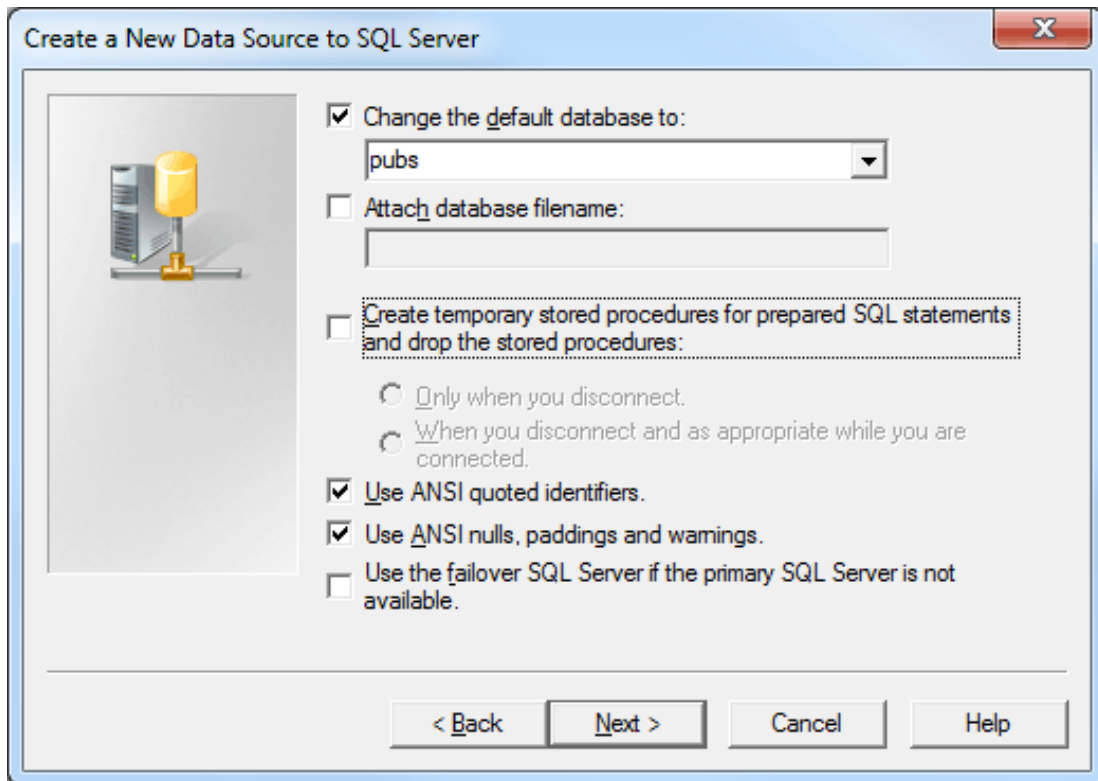 Create a New Data Source to SQL Server
X
Change the default database to:
pubs
Attach database filename:
Create temporary stored procedures for prepared SQL statements
and drop the stored procedures:
Only when you disconnect.
When you disconnect and as appropriate while you are
connected.
Use ANSI quoted identifiers.
Use ANSI nulls, paddings and warnings.
Use the failover SQL Server if the primary SQL Server is not
available.
< Back Next > Cancel Help